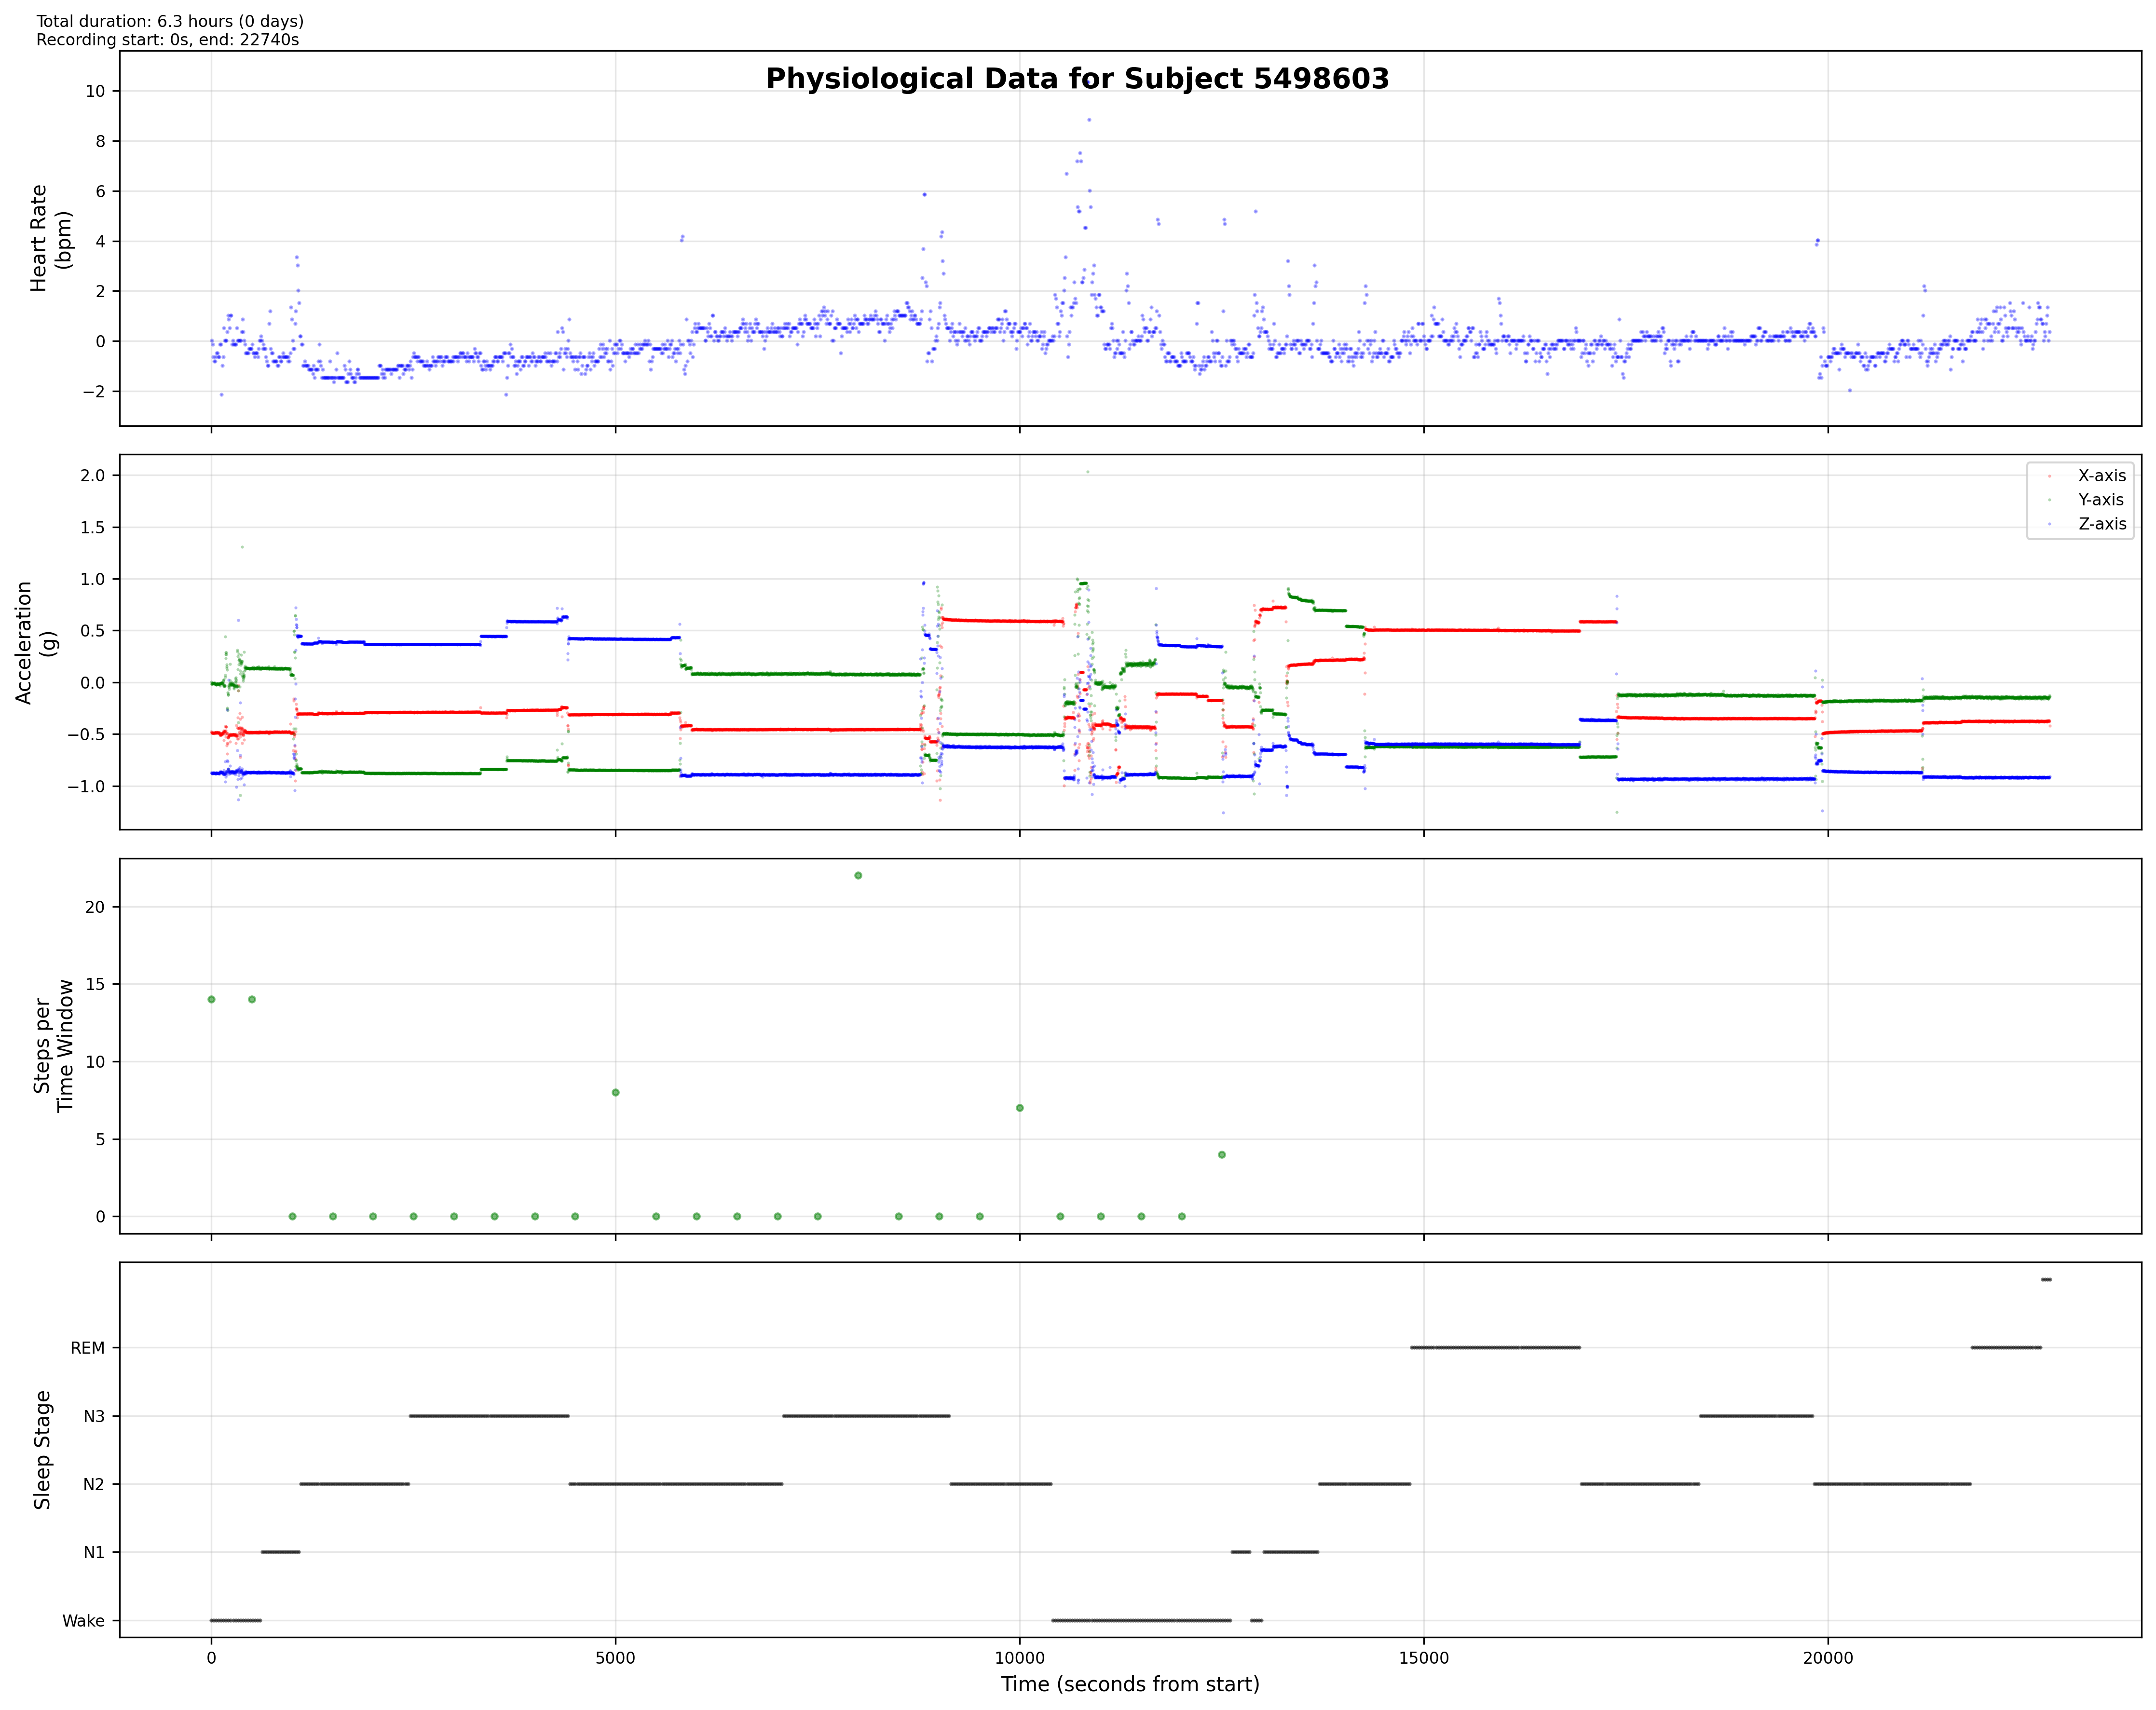 Total duration: 6.3 hours (0 days)
Recording start: 0s, end: 22740s
Physiological Data for Subject 5498603
Heart Rate
(bpm)
10
8
6
4
2
0
−2
Acceleration
(g)
2.0
1.5
1.0
0.5
0.0
−0.5
−1.0
X-axis
Y-axis
Z-axis
Steps per
Time Window
20
15
10
5
0
Sleep Stage
REM
N3
N2
N1
Wake
0
5000
10000
15000
20000
Time (seconds from start)